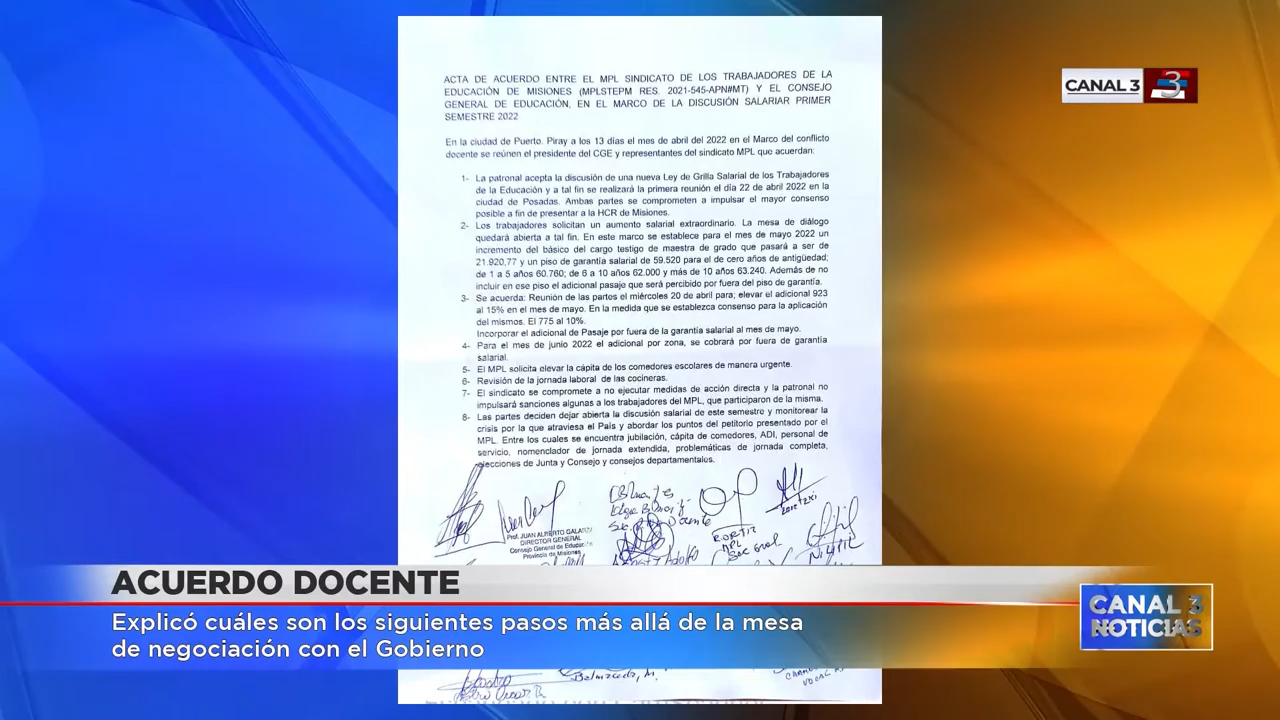 ACTA DE ACUERDO ENTRE EL MPL SINDICATO DE LOS TRABAJADORES DE LA
EDUCACIÓN DE MISIONES (MPLSTEPM RES. 2021-545-APN#MT) Y EL CONSEJO
GENERAL DE EDUCACIÓN, EN EL MARCO DE LA DISCUSIÓN SALARIAR PRIMER
SEMESTRE 2022
En la ciudad de Puerto. Piray a los 13 días el mes de abril del 2022 en el Marco del conflicto
docente se reúnen el presidente del CGE y representantes del sindicato MPL que acuerdan:
1- La patronal acepta la discusión de una nueva Ley de Grilla Salarial de los Trabajadores
de la Educación y a tal fin se realizará la primera reunión el día 22 de abril 2022 en la
ciudad de Posadas. Ambas partes se comprometen a impulsar el mayor consenso
posible a fin de presentar a la HCR de Misiones.
2- Los trabajadores solicitan un aumento salarial extraordinario. La mesa de diálogo
quedará abierta a tal fin. En este marco se establece para el mes de mayo 2022 un
incremento del básico del cargo testigo de maestra de grado que pasará a ser de
21.920,77 y un piso de garantía salarial de 59.520 para el de cero años de antigüedad;
de 1 a 5 años 60.760; de 6 a 10 años 62.000 y más de 10 años 63.240. Además de no
incluir en ese piso el adicional pasaje que será percibido por fuera del piso de garantía.
3- Se acuerda: Reunión de las partes el miércoles 20 de abril para; elevar el adicional 923
al 15% en el mes de mayo. En la medida que se establezca consenso para la aplicación
del mismos. El 775 al 10%.
Incorporar el adicional de Pasaje por fuera de la garantía salarial al mes de mayo.
4- Para el mes de junio 2022 el adicional por zona, se cobrará por fuera de garantía
salarial.
5- El MPL solicita elevar la cápita de los comedores escolares de manera urgente.
6- Revisión de la jornada laboral de las cocineras.
7- El sindicato se compromete a no ejecutar medidas de acción directa y la patronal no
impulsará sanciones algunas a los trabajadores del MPL, que participaron de la misma.
8- Las partes deciden dejar abierta la discusión salarial de este semestre y monitorear la
crisis por la que atraviesa el País y abordar los puntos del petitorio presentado por el
MPL. Entre los cuales se encuentra jubilación, cápita de comedores, ADI, personal de
servicio, nomenclador de jornada extendida, problemáticas de jornada completa,
elecciones de Junta y Consejo y consejos departamentales.
Prof. JUAN ALBERTO GALARZA
DIRECTOR GENERAL
Consejo General de Educación
Provincia de Misiones
Docente
MPL
CANAL 3
3
ACUERDO DOCENTE
Explicó cuáles son los siguientes pasos más allá de la mesa
de negociación con el Gobierno
CANAL 3
NOTICIAS